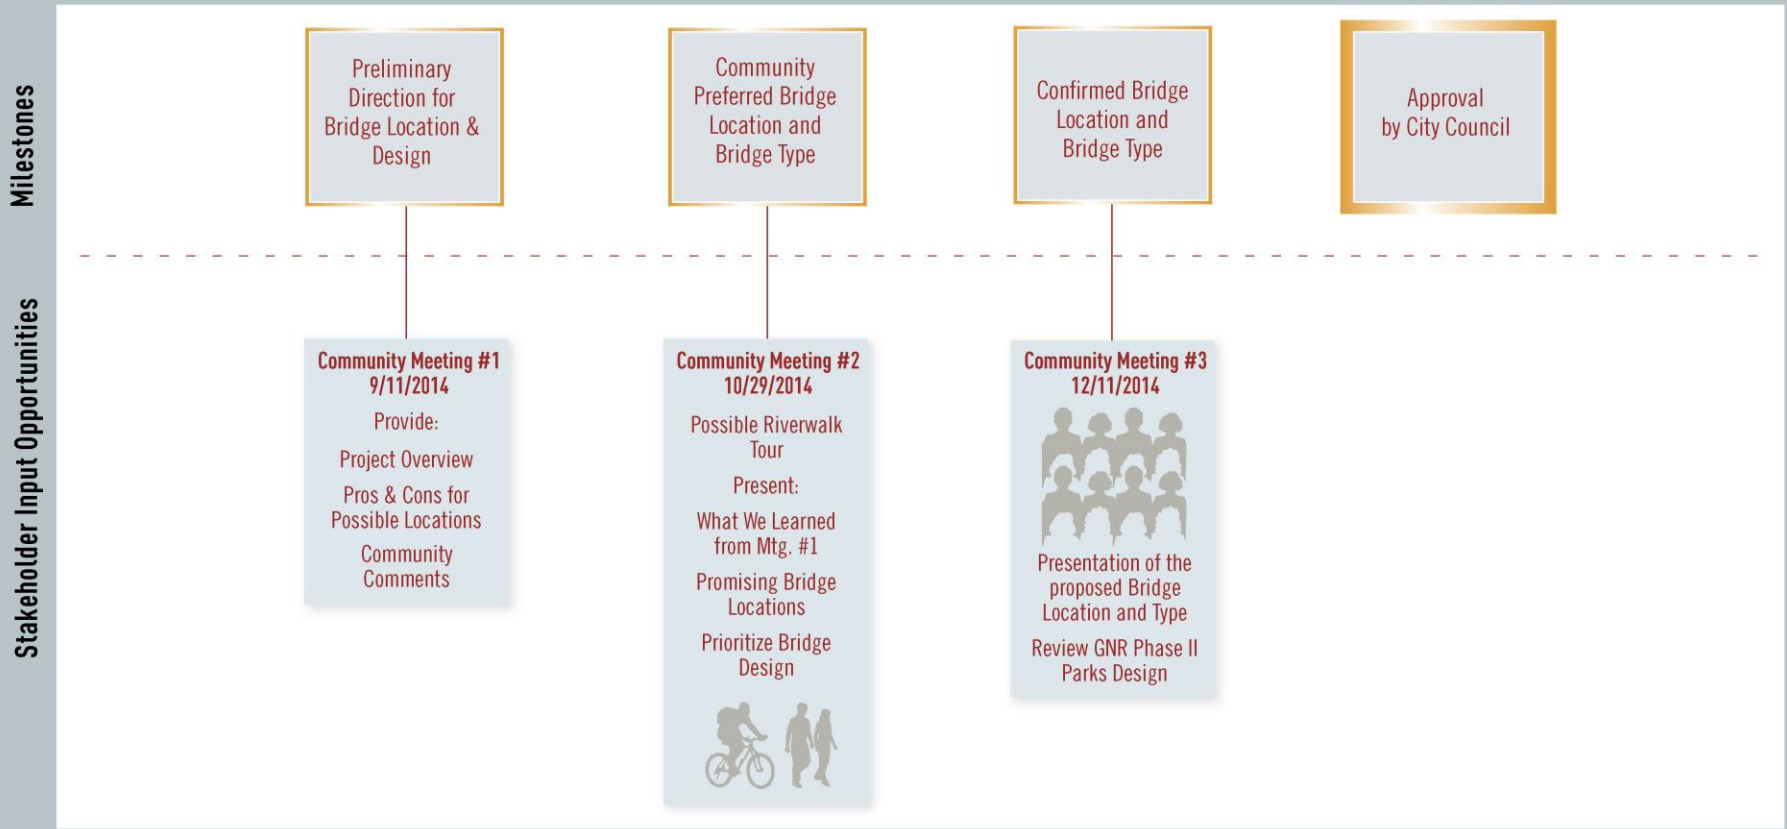 Milestones
Preliminary
Direction for
Bridge Location &
Design
Community
Preferred Bridge
Location and
Bridge Type
Confirmed Bridge
Location and
Bridge Type
Approval
by City Council
Stakeholder Input Opportunities
Community Meeting #1
9/11/2014
Provide:
Project Overview
Pros & Cons for
Possible Locations
Community
Comments
Community Meeting #2
10/29/2014
Possible Riverwalk
Tour
Present:
What We Learned
from Mtg. #1
Promising Bridge
Locations
Prioritize Bridge
Design
Community Meeting #3
12/11/2014
Presentation of the
proposed Bridge
Location and Type
Review GNR Phase II
Parks Design